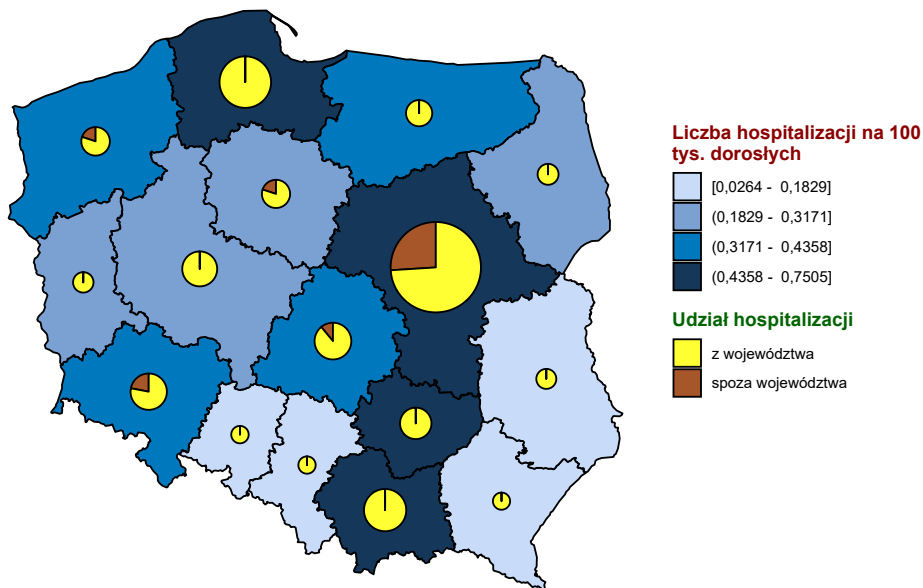 Liczba hospitalizacji na 100
tys. dorosłych
[0,0264 - 0,1829]
(0,1829 - 0,3171]
(0,3171 - 0,4358]
(0,4358 - 0,7505]
Udział hospitalizacji
z województwa
spoza województwa